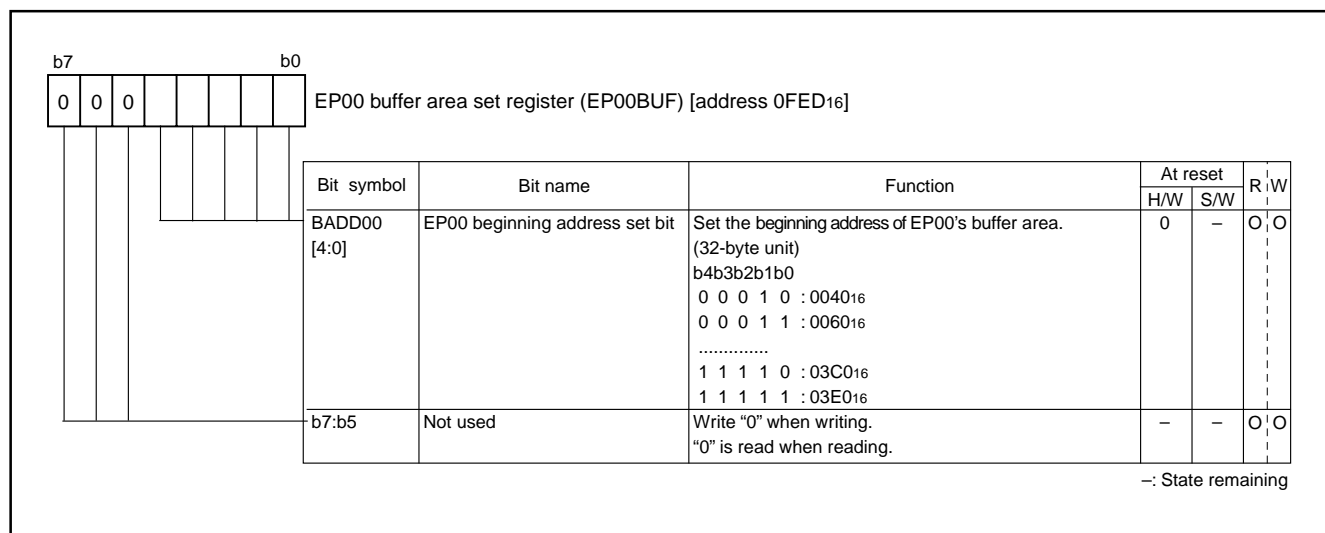 b7 b0
0 0 0 EP00 buffer area set register (EP00BUF) [address 0FED16]
Bit symbol Bit name Function At reset R W
H/W S/W
BADD00 EP00 beginning address set bit Set the beginning address of EP00’s buffer area. 0 – O O
[4:0] (32-byte unit)
b4b3b2b1b0
0 0 0 1 0 : 004016
0 0 0 1 1 : 006016
..............
1 1 1 1 0 : 03C016
1 1 1 1 1 : 03E016
b7:b5 Not used Write “0” when writing. – – O O
“0” is read when reading.
–: State remaining